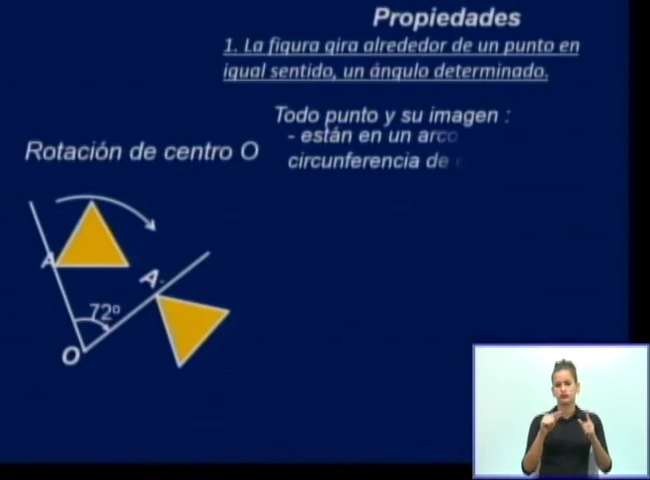 Propiedades
1. La figura gira alrededor de un punto en
igual sentido, un ángulo determinado.
Todo punto y su imagen :
- están en un arco
circunferencia de
Rotación de centro O
A
A'
72º
O